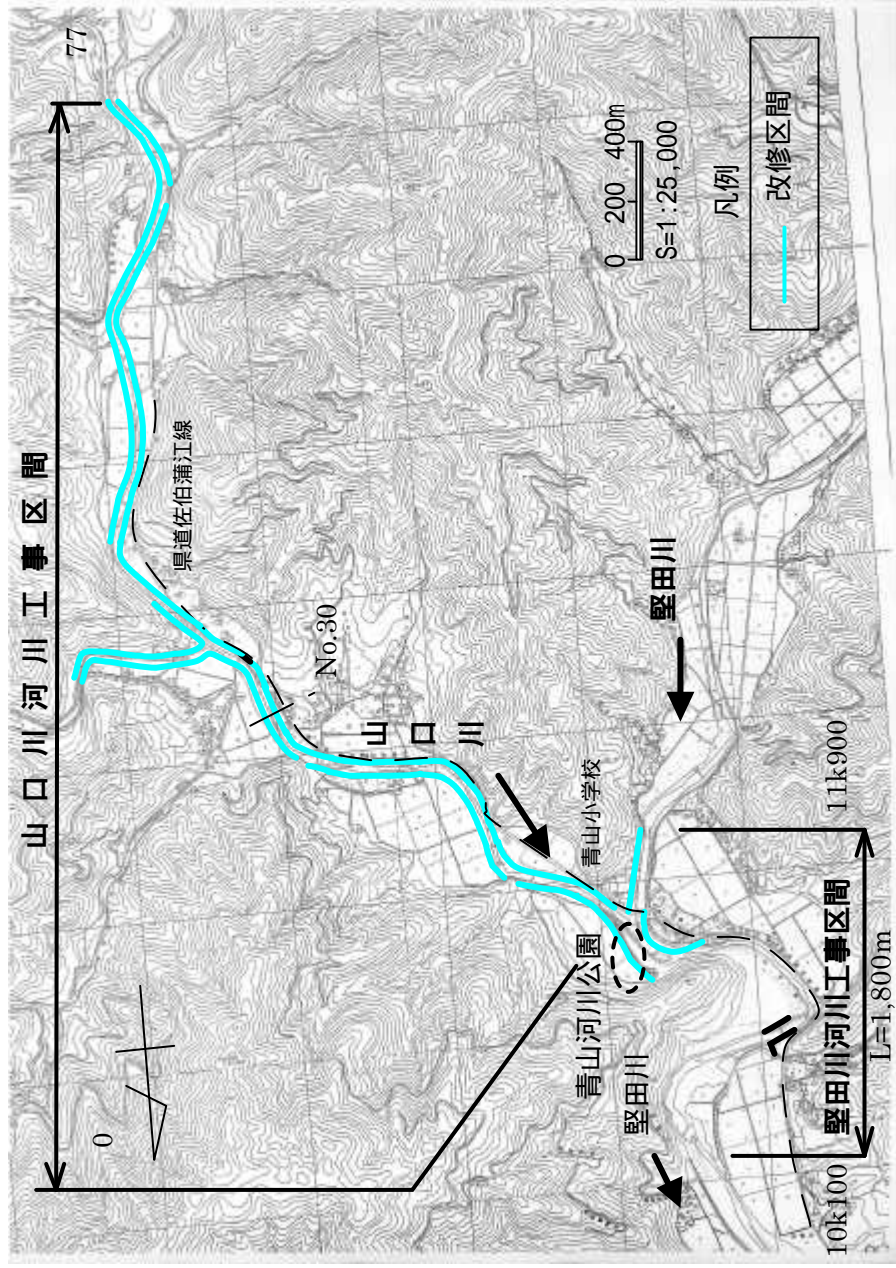 山口川河川工事区間
77
0
県道佐伯蒲江線
No.30
山口川
青山小学校
青山河川公園
堅田川
堅田川
11k900
10k100
堅田川河川工事区間
L=1,800m
0 200 400m
S=1:25,000
凡例
改修区間